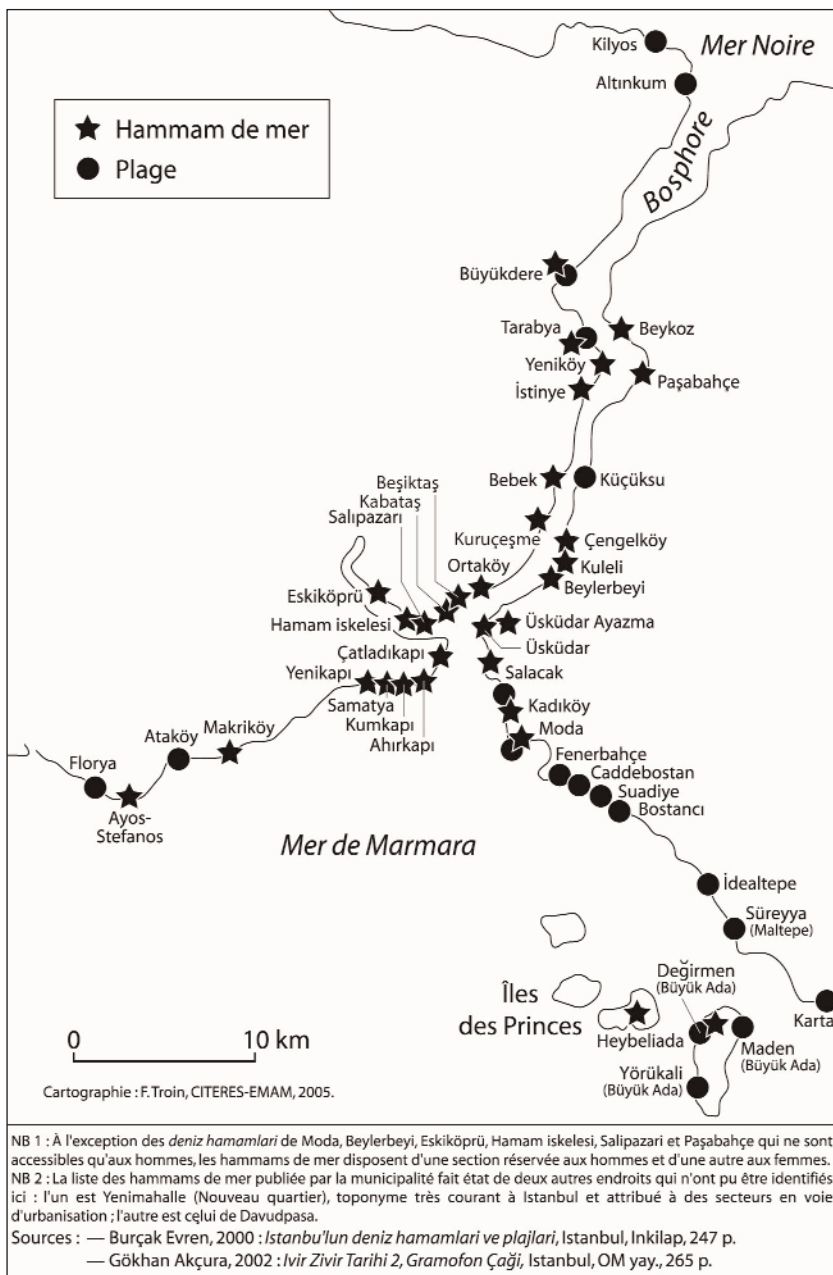 Kilyos
Mer Noire
Altınkum
★ Hammam de mer
● Plage
Bosphore
Büyükdere
Tarabya
Beykoz
Yeniköy
İstinye
Paşabahçe
Beşiktaş
Kabataş
Salıpazarı
Bebek
Küçüksu
Kuruçeşme
Çengelköy
Ortaköy
Kuleli
Eskiköprü
Beylerbeyi
Hamam iskelesi
Üsküdar Ayazma
Üsküdar
Çatladıkapı
Yenikapı
Salacak
Samatya
Kumkapı
Ahırkapı
Kadıköy
Moda
Makriköy
Ataköy
Florya
Ayos-
Stefanos
Fenerbahçe
Caddebostan
Suadiye
Bostancı
Mer de Marmara
İdealtepe
Süreyya
(Maltepe)
Değirmen
(Büyük Ada)
Îles
des Princes
Heybeliada
Karta
Maden
(Büyük Ada)
Yörükali
(Büyük Ada)
0 10 km
Cartographie : F. Troin, CITERES-EMAM, 2005.
NB 1 : À l'exception des deniz hamamlari de Moda, Beylerbeyi, Eskiköprü, Hamam iskelesi, Salipazari et Paşabahçe qui ne sont
accessibles qu'aux hommes, les hammams de mer disposent d'une section réservée aux hommes et d'une autre aux femmes.
NB 2 : La liste des hammams de mer publiée par la municipalité fait état de deux autres endroits qui n'ont pu être identifiés
ici : l'un est Yenimahalle (Nouveau quartier), toponyme très courant à Istanbul et attribué à des secteurs en voie
d'urbanisation ; l'autre est celui de Davudpasa.
Sources : — Burçak Evren, 2000 : Istanbu'lun deniz hamamlari ve plajlari, Istanbul, Inkilap, 247 p.
— Gökhan Akçura, 2002 : Ivir Zivir Tarihi 2, Gramofon Çaği, Istanbul, OM yay., 265 p.